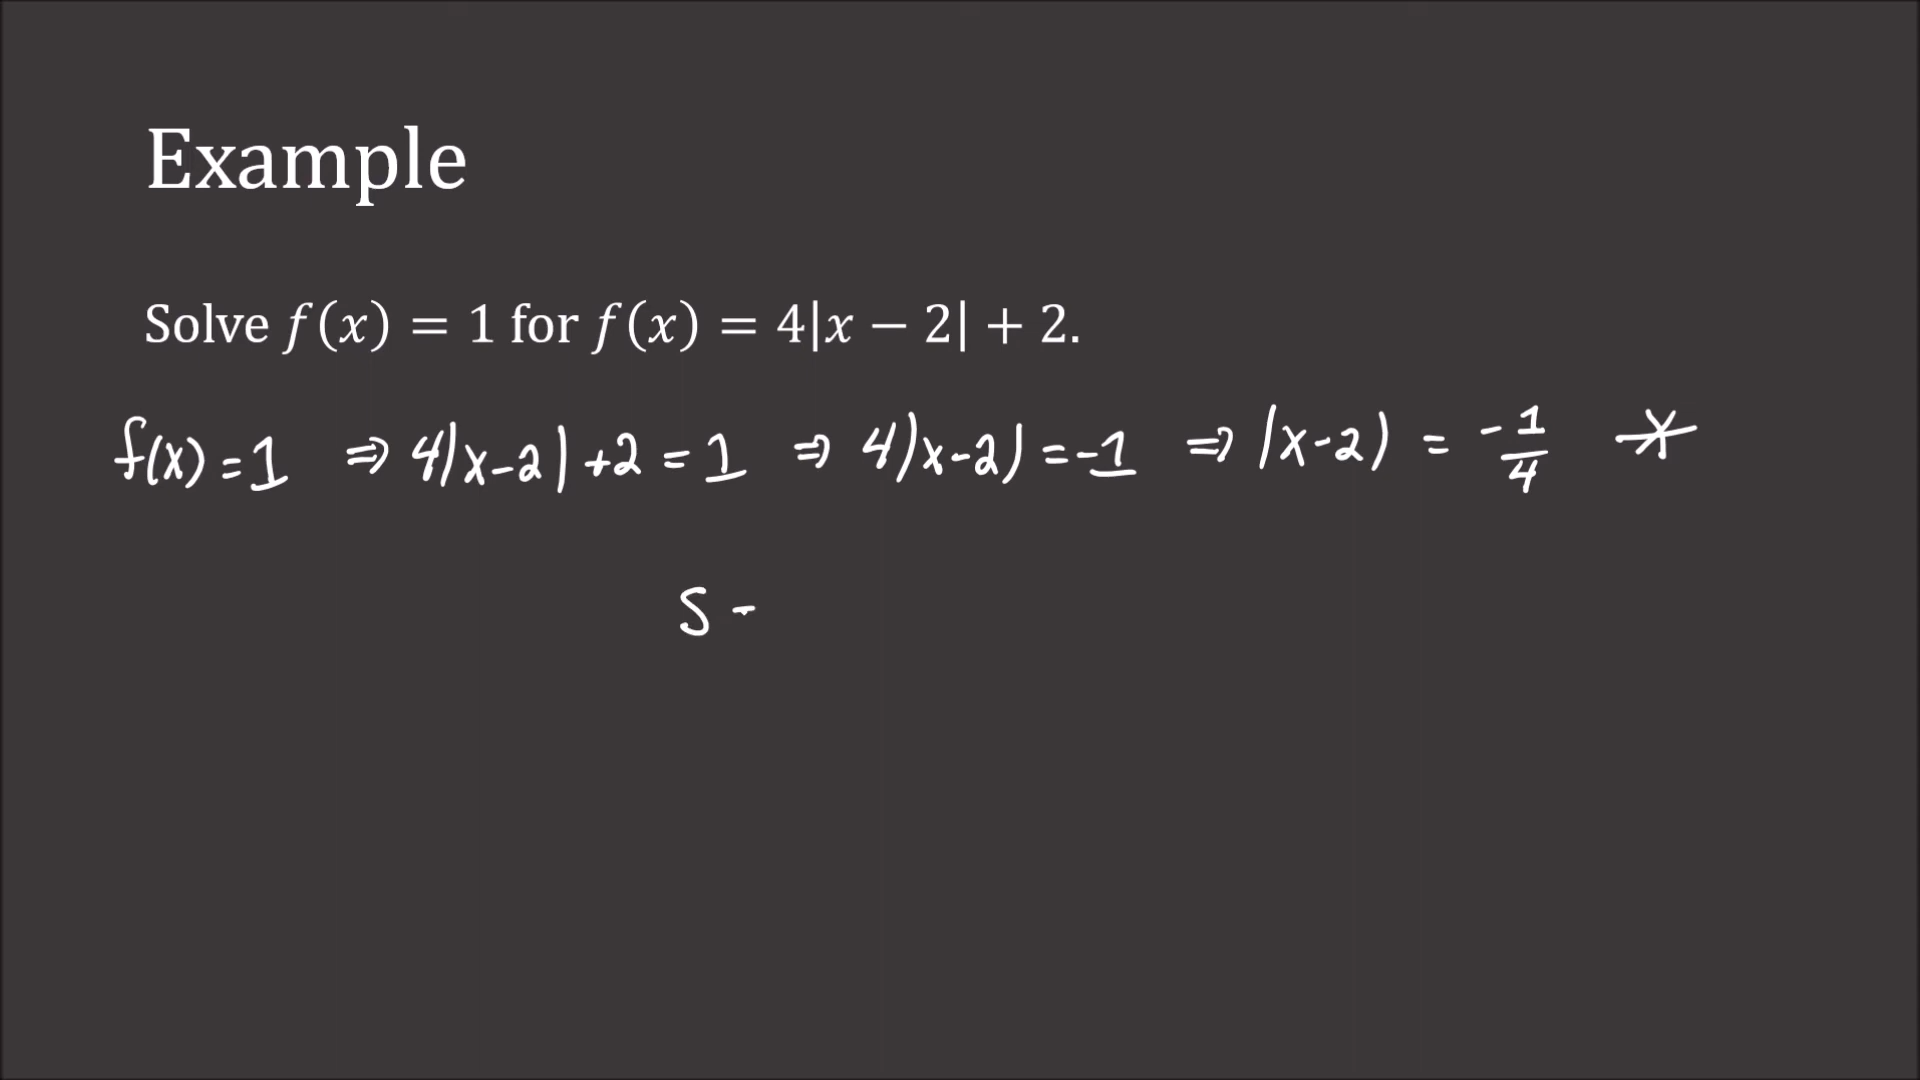 Example
Solve f(x) = 1 for f(x) = 4|x − 2| + 2.
f(x) = 1 ⇒ 4|x-2| +2 = 1 ⇒ 4|x-2| = -1 ⇒ |x-2| = -1/4 *
S -